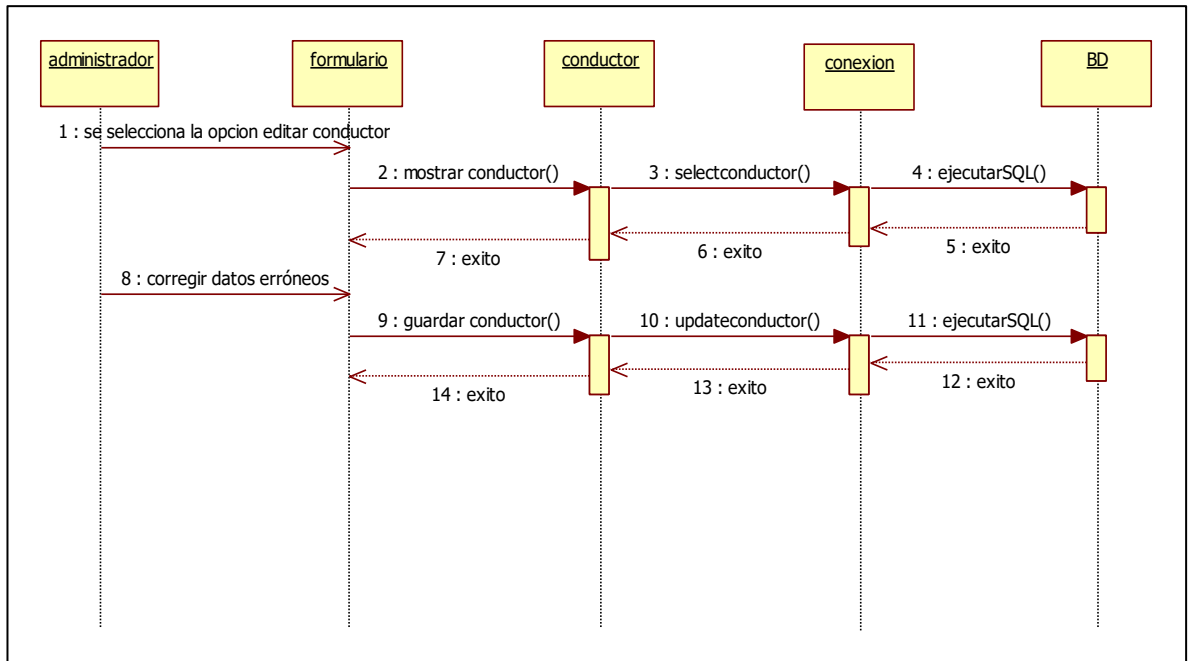 administrador
formulario
conductor
conexion
BD
1 : se selecciona la opcion editar conductor
2 : mostrar conductor()
3 : selectconductor()
4 : ejecutarSQL()
5 : exito
6 : exito
7 : exito
8 : corregir datos erróneos
9 : guardar conductor()
10 : updateconductor()
11 : ejecutarSQL()
12 : exito
13 : exito
14 : exito